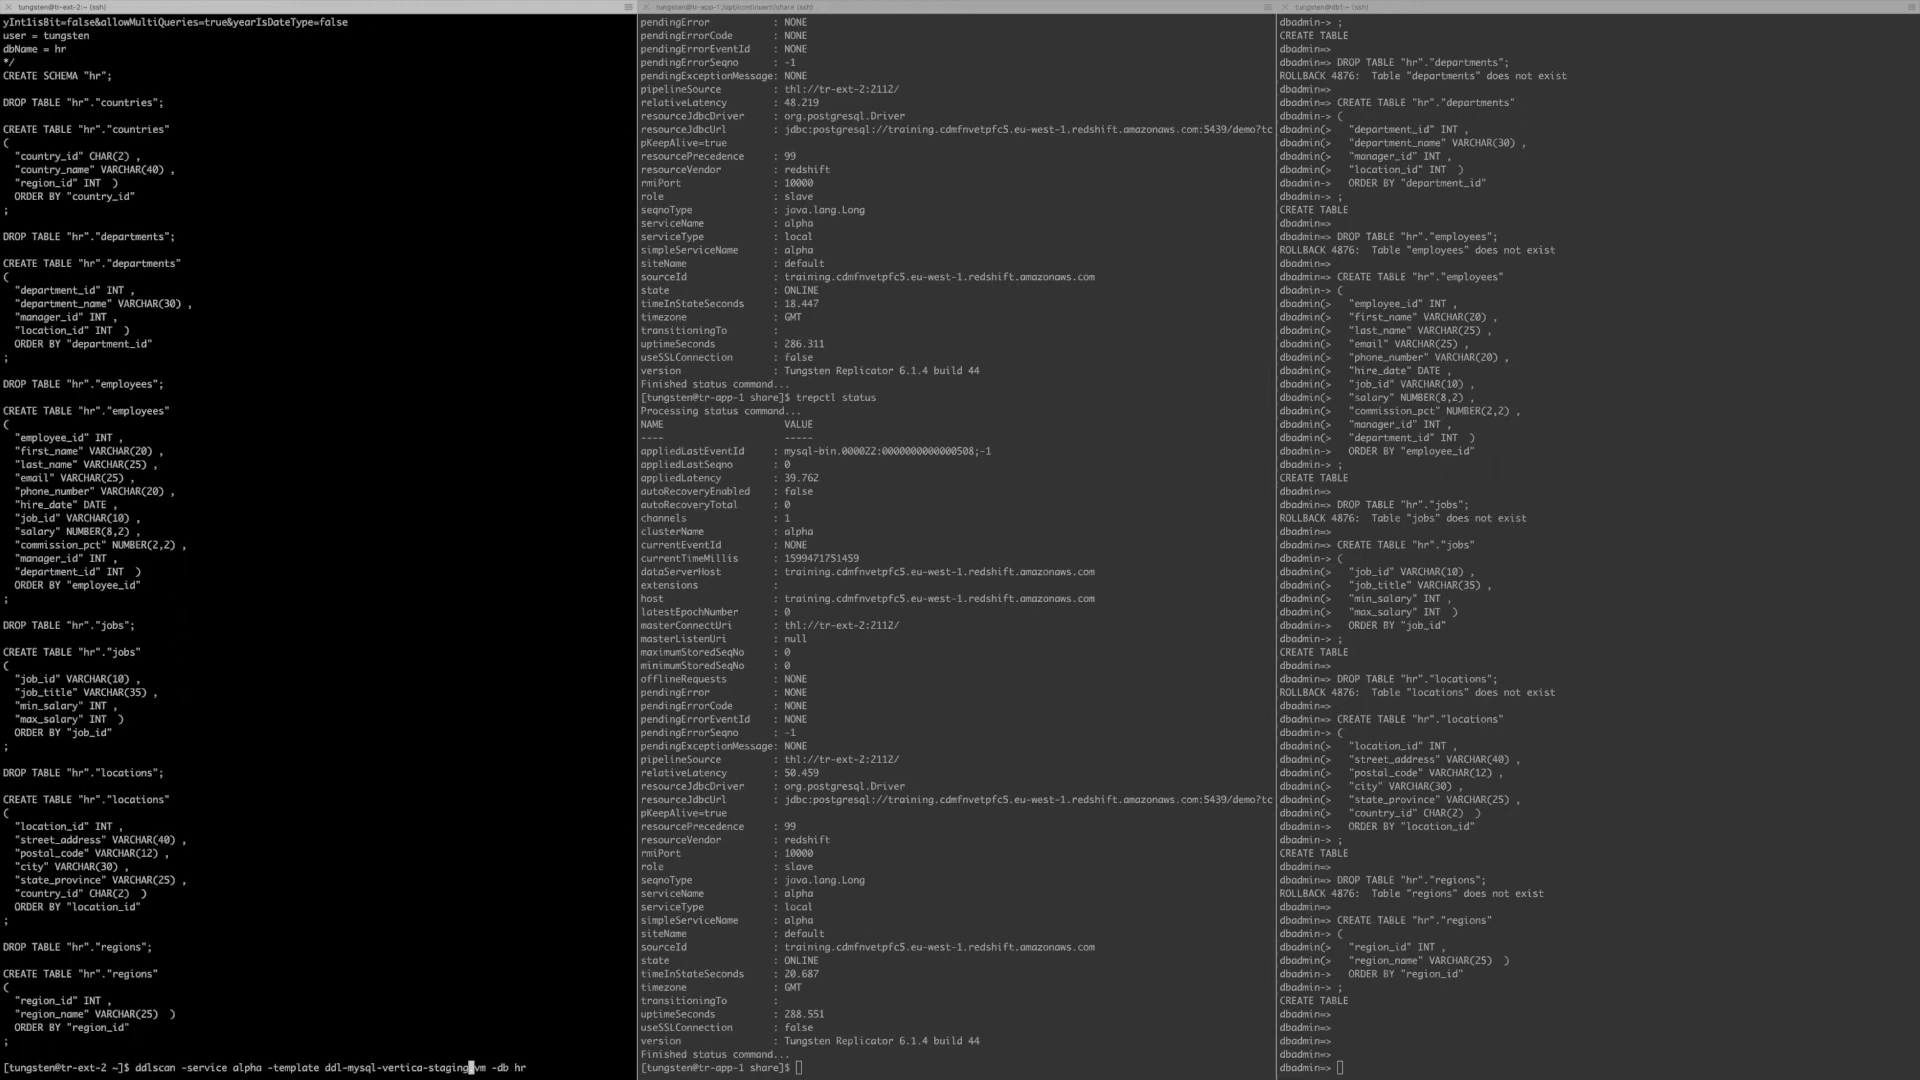 tungsten@tr-ext-2:~ (ssh)
yInt1isBit=false&allowMultiQueries=true&yearIsDateType=false
user = tungsten
dbName = hr
*/
CREATE SCHEMA "hr";
DROP TABLE "hr"."countries";
CREATE TABLE "hr"."countries"
(
"country_id" CHAR(2) ,
"country_name" VARCHAR(40) ,
"region_id" INT  )
ORDER BY "country_id"
;
DROP TABLE "hr"."departments";
CREATE TABLE "hr"."departments"
(
"department_id" INT ,
"department_name" VARCHAR(30) ,
"manager_id" INT ,
"location_id" INT  )
ORDER BY "department_id"
;
DROP TABLE "hr"."employees";
CREATE TABLE "hr"."employees"
(
"employee_id" INT ,
"first_name" VARCHAR(20) ,
"last_name" VARCHAR(25) ,
"email" VARCHAR(25) ,
"phone_number" VARCHAR(20) ,
"hire_date" DATE ,
"job_id" VARCHAR(10) ,
"salary" NUMBER(8,2) ,
"commission_pct" NUMBER(2,2) ,
"manager_id" INT ,
"department_id" INT  )
ORDER BY "employee_id"
;
DROP TABLE "hr"."jobs";
CREATE TABLE "hr"."jobs"
(
"job_id" VARCHAR(10) ,
"job_title" VARCHAR(35) ,
"min_salary" INT ,
"max_salary" INT  )
ORDER BY "job_id"
;
DROP TABLE "hr"."locations";
CREATE TABLE "hr"."locations"
(
"location_id" INT ,
"street_address" VARCHAR(40) ,
"postal_code" VARCHAR(12) ,
"city" VARCHAR(30) ,
"state_province" VARCHAR(25) ,
"country_id" CHAR(2)  )
ORDER BY "location_id"
;
DROP TABLE "hr"."regions";
CREATE TABLE "hr"."regions"
(
"region_id" INT ,
"region_name" VARCHAR(25)  )
ORDER BY "region_id"
;
[tungsten@tr-ext-2 ~]$ ddlscan -service alpha -template ddl-mysql-vertica-staging vm -db hr
tungsten@tr-app-1:/opt/continuent/share (ssh)
pendingError           : NONE
pendingErrorCode       : NONE
pendingErrorEventId    : NONE
pendingErrorSeqno      : -1
pendingExceptionMessage: NONE
pipelineSource         : thl://tr-ext-2:2112/
relativeLatency        : 48.219
resourceJdbcDriver     : org.postgresql.Driver
resourceJdbcUrl        : jdbc:postgresql://training.cdmfnvetpfc5.eu-west-1.redshift.amazonaws.com:5439/demo?tc
pKeepAlive=true
resourcePrecedence     : 99
resourceVendor         : redshift
rmiPort                : 10000
role                   : slave
seqnoType              : java.lang.Long
serviceName            : alpha
serviceType            : local
simpleServiceName      : alpha
siteName               : default
sourceId               : training.cdmfnvetpfc5.eu-west-1.redshift.amazonaws.com
state                  : ONLINE
timeInStateSeconds     : 18.447
timezone               : GMT
transitioningTo        :
uptimeSeconds          : 286.311
useSSLConnection       : false
version                : Tungsten Replicator 6.1.4 build 44
Finished status command...
[tungsten@tr-app-1 share]$ trepctl status
Processing status command...
NAME                     VALUE
----                     -----
appliedLastEventId     : mysql-bin.000022:0000000000000508;-1
appliedLastSeqno       : 0
appliedLatency         : 39.762
autoRecoveryEnabled    : false
autoRecoveryTotal      : 0
channels               : 1
clusterName            : alpha
currentEventId         : NONE
currentTimeMillis      : 1599471751459
dataServerHost         : training.cdmfnvetpfc5.eu-west-1.redshift.amazonaws.com
extensions             :
host                   : training.cdmfnvetpfc5.eu-west-1.redshift.amazonaws.com
latestEpochNumber      : 0
masterConnectUri       : thl://tr-ext-2:2112/
masterListenUri        : null
maximumStoredSeqNo     : 0
minimumStoredSeqNo     : 0
offlineRequests        : NONE
pendingError           : NONE
pendingErrorCode       : NONE
pendingErrorEventId    : NONE
pendingErrorSeqno      : -1
pendingExceptionMessage: NONE
pipelineSource         : thl://tr-ext-2:2112/
relativeLatency        : 50.459
resourceJdbcDriver     : org.postgresql.Driver
resourceJdbcUrl        : jdbc:postgresql://training.cdmfnvetpfc5.eu-west-1.redshift.amazonaws.com:5439/demo?tc
pKeepAlive=true
resourcePrecedence     : 99
resourceVendor         : redshift
rmiPort                : 10000
role                   : slave
seqnoType              : java.lang.Long
serviceName            : alpha
serviceType            : local
simpleServiceName      : alpha
siteName               : default
sourceId               : training.cdmfnvetpfc5.eu-west-1.redshift.amazonaws.com
state                  : ONLINE
timeInStateSeconds     : 20.687
timezone               : GMT
transitioningTo        :
uptimeSeconds          : 288.551
useSSLConnection       : false
version                : Tungsten Replicator 6.1.4 build 44
Finished status command...
[tungsten@tr-app-1 share]$
tungsten@db1:~ (ssh)
dbadmin-> ;
CREATE TABLE
dbadmin=>
dbadmin=> DROP TABLE "hr"."departments";
ROLLBACK 4876:  Table "departments" does not exist
dbadmin=>
dbadmin=> CREATE TABLE "hr"."departments"
dbadmin-> (
dbadmin(>   "department_id" INT ,
dbadmin(>   "department_name" VARCHAR(30) ,
dbadmin(>   "manager_id" INT ,
dbadmin(>   "location_id" INT  )
dbadmin->   ORDER BY "department_id"
dbadmin-> ;
CREATE TABLE
dbadmin=>
dbadmin=> DROP TABLE "hr"."employees";
ROLLBACK 4876:  Table "employees" does not exist
dbadmin=>
dbadmin=> CREATE TABLE "hr"."employees"
dbadmin-> (
dbadmin(>   "employee_id" INT ,
dbadmin(>   "first_name" VARCHAR(20) ,
dbadmin(>   "last_name" VARCHAR(25) ,
dbadmin(>   "email" VARCHAR(25) ,
dbadmin(>   "phone_number" VARCHAR(20) ,
dbadmin(>   "hire_date" DATE ,
dbadmin(>   "job_id" VARCHAR(10) ,
dbadmin(>   "salary" NUMBER(8,2) ,
dbadmin(>   "commission_pct" NUMBER(2,2) ,
dbadmin(>   "manager_id" INT ,
dbadmin(>   "department_id" INT  )
dbadmin->   ORDER BY "employee_id"
dbadmin-> ;
CREATE TABLE
dbadmin=>
dbadmin=> DROP TABLE "hr"."jobs";
ROLLBACK 4876:  Table "jobs" does not exist
dbadmin=>
dbadmin=> CREATE TABLE "hr"."jobs"
dbadmin-> (
dbadmin(>   "job_id" VARCHAR(10) ,
dbadmin(>   "job_title" VARCHAR(35) ,
dbadmin(>   "min_salary" INT ,
dbadmin(>   "max_salary" INT  )
dbadmin->   ORDER BY "job_id"
dbadmin-> ;
CREATE TABLE
dbadmin=>
dbadmin=> DROP TABLE "hr"."locations";
ROLLBACK 4876:  Table "locations" does not exist
dbadmin=>
dbadmin=> CREATE TABLE "hr"."locations"
dbadmin-> (
dbadmin(>   "location_id" INT ,
dbadmin(>   "street_address" VARCHAR(40) ,
dbadmin(>   "postal_code" VARCHAR(12) ,
dbadmin(>   "city" VARCHAR(30) ,
dbadmin(>   "state_province" VARCHAR(25) ,
dbadmin(>   "country_id" CHAR(2)  )
dbadmin->   ORDER BY "location_id"
dbadmin-> ;
CREATE TABLE
dbadmin=>
dbadmin=> DROP TABLE "hr"."regions";
ROLLBACK 4876:  Table "regions" does not exist
dbadmin=>
dbadmin=> CREATE TABLE "hr"."regions"
dbadmin-> (
dbadmin(>   "region_id" INT ,
dbadmin(>   "region_name" VARCHAR(25)  )
dbadmin->   ORDER BY "region_id"
dbadmin-> ;
CREATE TABLE
dbadmin=>
dbadmin=>
dbadmin=>
dbadmin=>
dbadmin=>